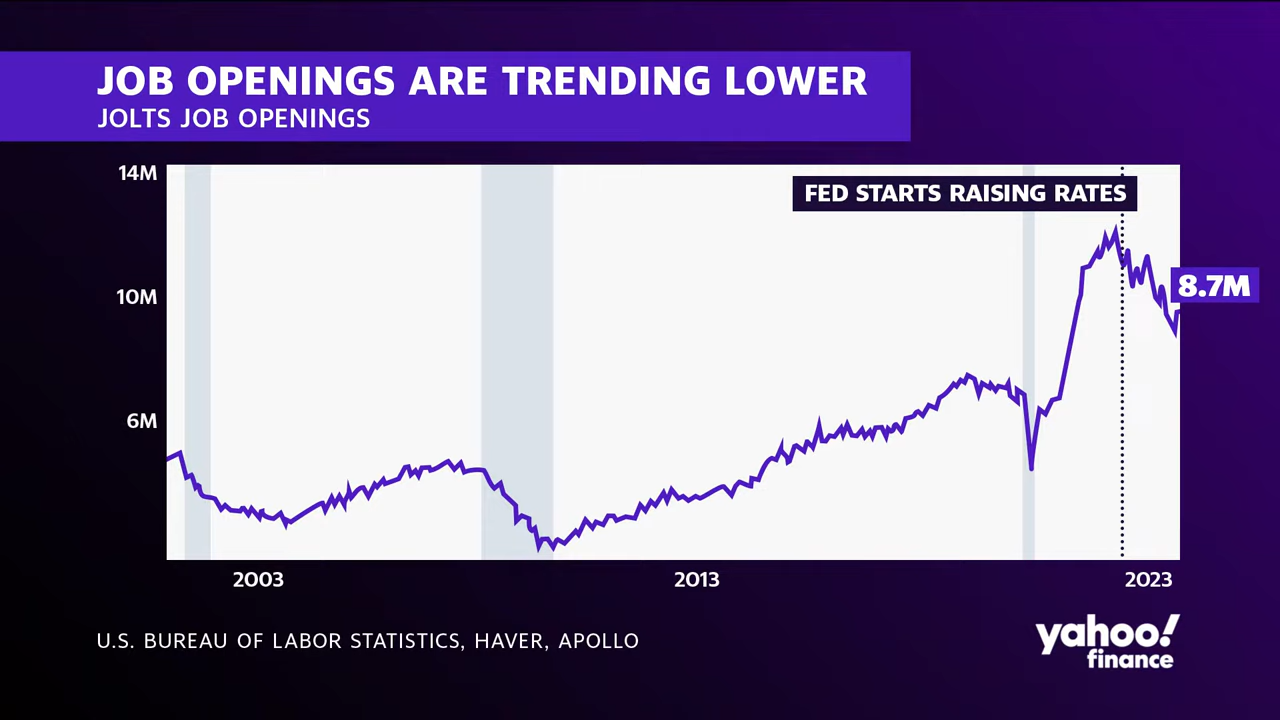 JOB OPENINGS ARE TRENDING LOWER
JOLTS JOB OPENINGS
14M
FED STARTS RAISING RATES
8.7M
10M
6M
2003
2013
2023
U.S. BUREAU OF LABOR STATISTICS, HAVER, APOLLO
yahoo!
finance